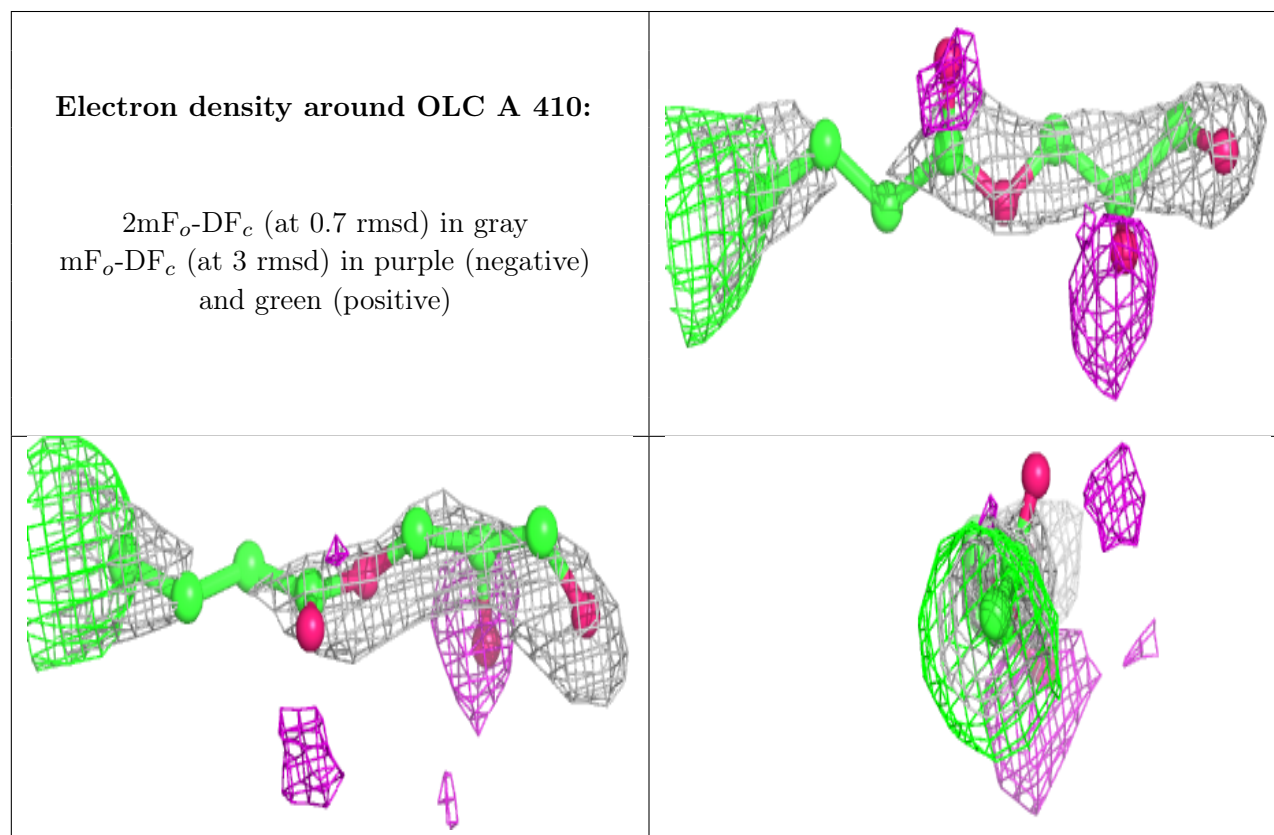 Electron density around OLC A 410:
2mFo-DFc (at 0.7 rmsd) in gray
mFo-DFc (at 3 rmsd) in purple (negative)
and green (positive)